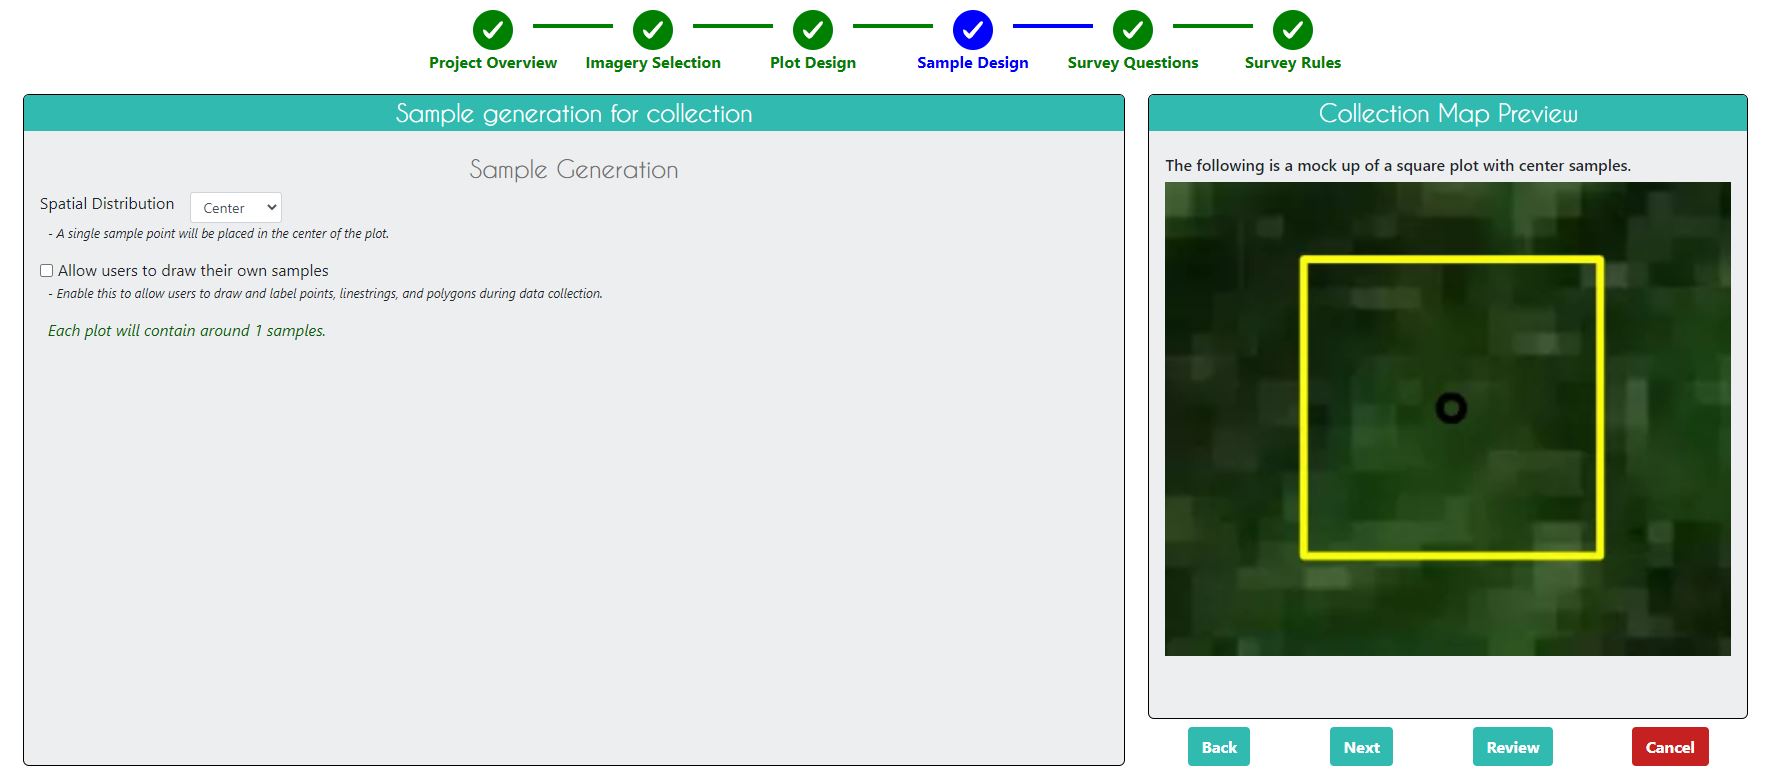 Project Overview
Imagery Selection
Plot Design
Sample Design
Survey Questions
Survey Rules
Sample generation for collection
Sample Generation
Spatial Distribution Center
- A single sample point will be placed in the center of the plot.
Allow users to draw their own samples
- Enable this to allow users to draw and label points, linestrings, and polygons during data collection.
Each plot will contain around 1 samples.
Collection Map Preview
The following is a mock up of a square plot with center samples.
Back
Next
Review
Cancel